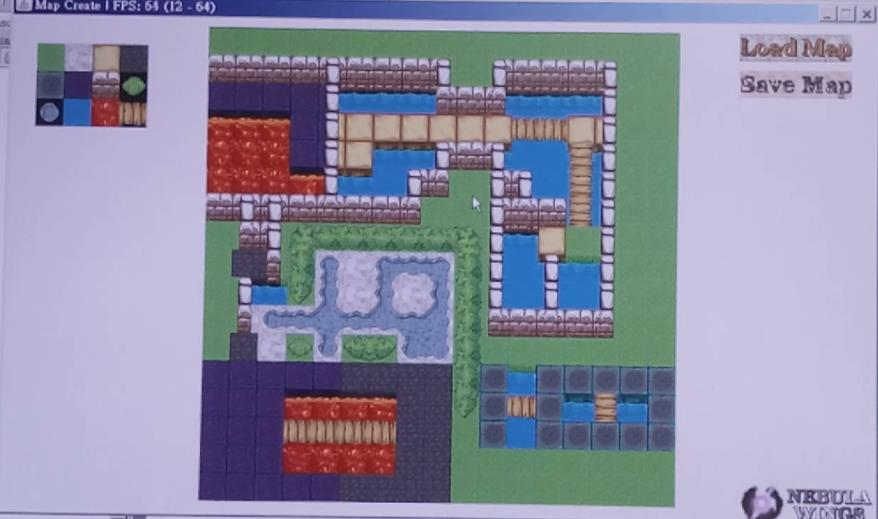 Map Create | FPS: 64 (12 - 64)
Load Map
Save Map
NEBULA
WINGS